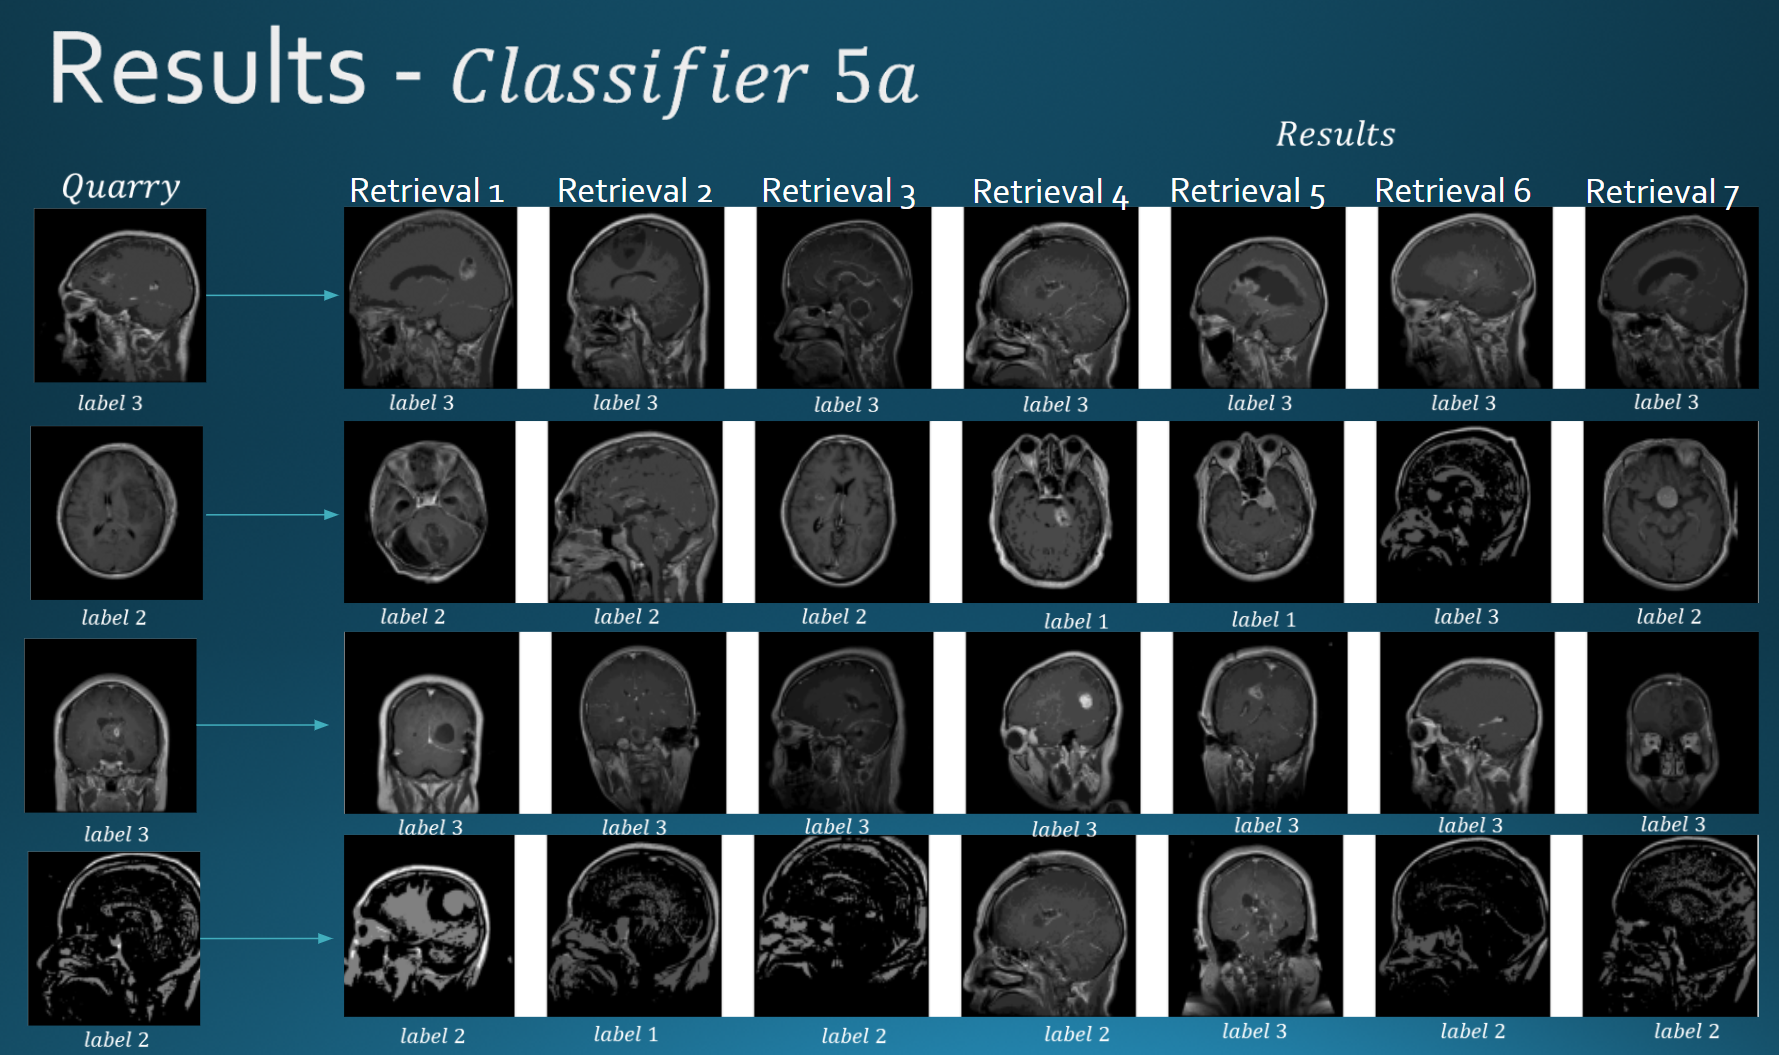 Results - Classifier 5a
Results
Quarry
Retrieval 1 Retrieval 2 Retrieval 3 Retrieval 4 Retrieval 5 Retrieval 6 Retrieval 7
label 3 label 3 label 3 label 3 label 3 label 3 label 3 label 3
label 2 label 2 label 2 label 2 label 1 label 1 label 3 label 2
label 3 label 3 label 3 label 3 label 3 label 3 label 3 label 3
label 2 label 2 label 1 label 2 label 2 label 3 label 2 label 2